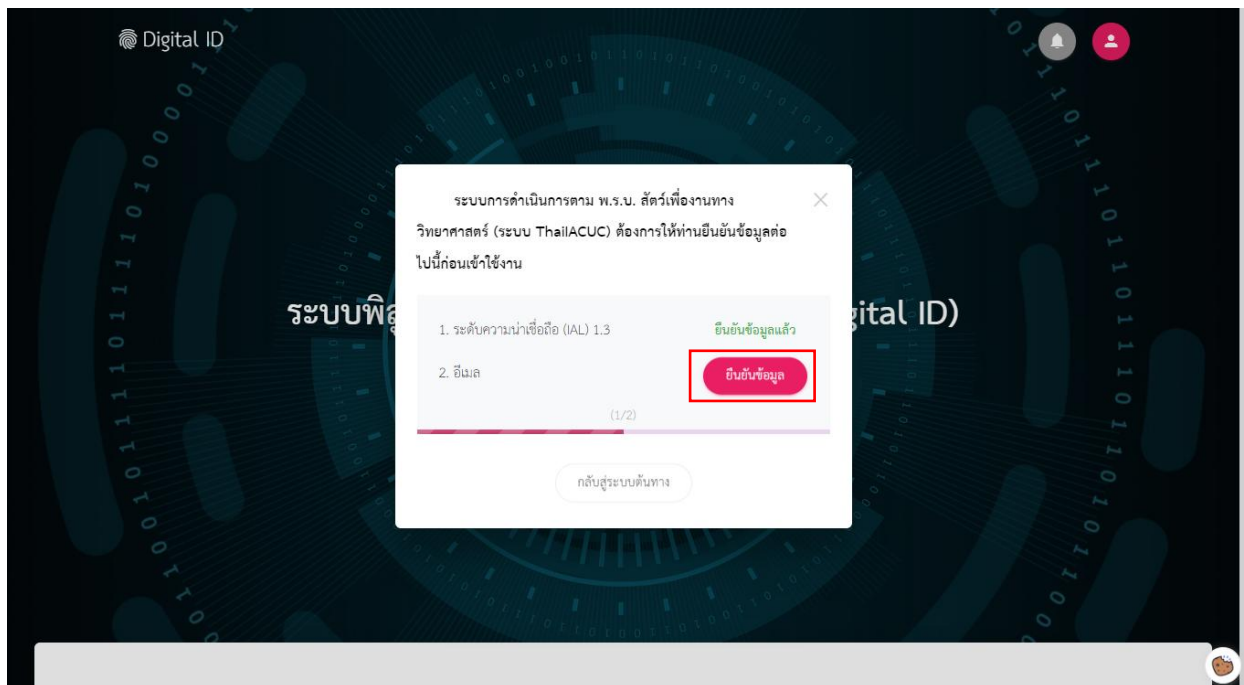 Digital ID
ระบบการดำเนินการตาม พ.ร.บ. สัตว์เพื่องานทาง
วิทยาศาสตร์ (ระบบ ThaiIACUC) ต้องการให้ท่านยืนยันข้อมูลต่อ
ไปนี้ก่อนเข้าใช้งาน
ระบบพิสู
gital ID)
1. ระดับความน่าเชื่อถือ (IAL) 1.3 ยืนยันข้อมูลแล้ว
2. อีเมล ยืนยันข้อมูล
(1/2)
กลับสู่ระบบต้นทาง